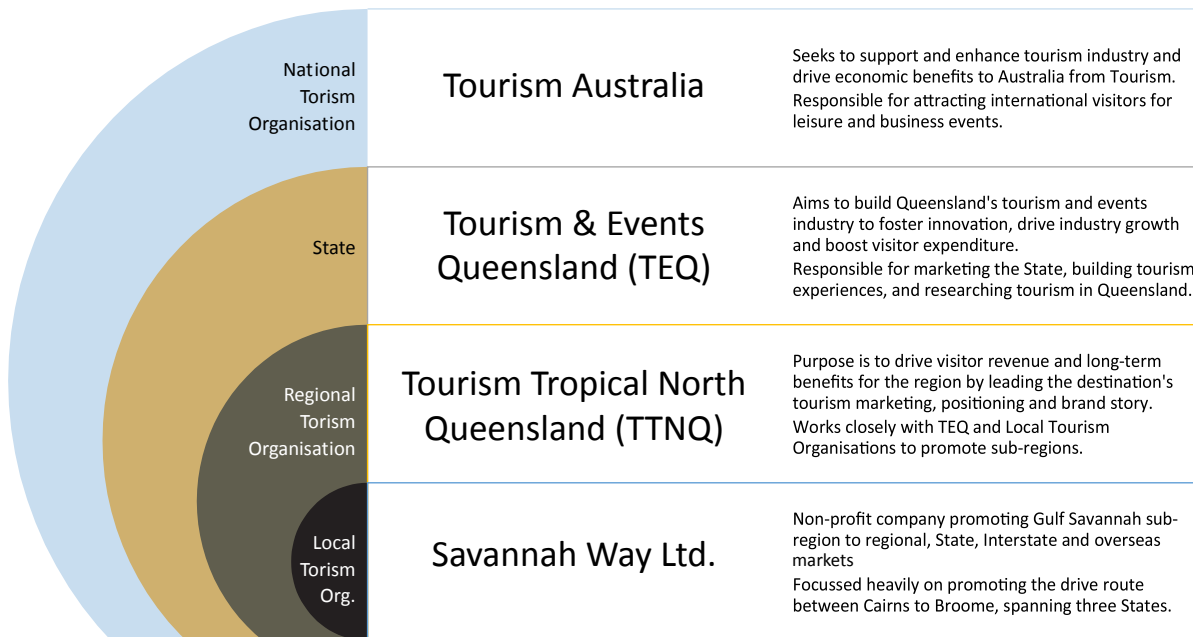 National
Torism
Organisation
Tourism Australia
Seeks to support and enhance tourism industry and
drive economic benefits to Australia from Tourism.
Responsible for attracting international visitors for
leisure and business events.
State
Tourism & Events
Queensland (TEQ)
Aims to build Queensland's tourism and events
industry to foster innovation, drive industry growth
and boost visitor expenditure.
Responsible for marketing the State, building tourism
experiences, and researching tourism in Queensland.
Regional
Torism
Organisation
Tourism Tropical North
Queensland (TTNQ)
Purpose is to drive visitor revenue and long-term
benefits for the region by leading the destination's
tourism marketing, positioning and brand story.
Works closely with TEQ and Local Tourism
Organisations to promote sub-regions.
Local
Torism
Org.
Savannah Way Ltd.
Non-profit company promoting Gulf Savannah sub-
region to regional, State, Interstate and overseas
markets
Focussed heavily on promoting the drive route
between Cairns to Broome, spanning three States.